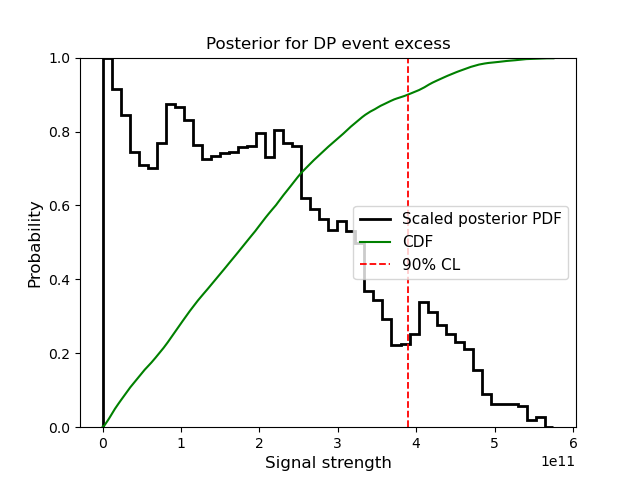 Posterior for DP event excess
1.0
0.8
0.6
0.4
0.2
0.0
Probability
Scaled posterior PDF
CDF
90% CL
0 1 2 3 4 5 6
1e11
Signal strength